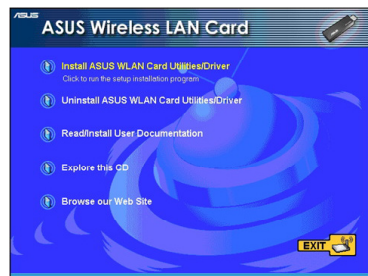 ASUS
ASUS Wireless LAN Card
Install ASUS WLAN Card Utilities/Driver
Click to run the setup installation program
Uninstall ASUS WLAN Card Utilities/Driver
Read/Install User Documentation
Explore this CD
Browse our Web Site
EXIT